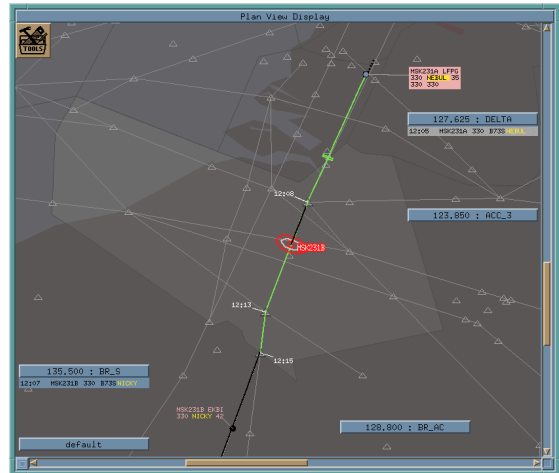 Plan View Display
TOOLS
MSK231A LFPG
330 NEBUL 35
330 330
127.625 : DELTA
12:05 MSK231A 330 B73S NEBUL
12:08
123.850 : ACC_3
MSK231B
12:13
12:15
135.500 : BR_S
12:07 MSK231B 330 B73S NICKY
MSK231B EKBI
330 NICKY 42
128.800 : BR_AC
default